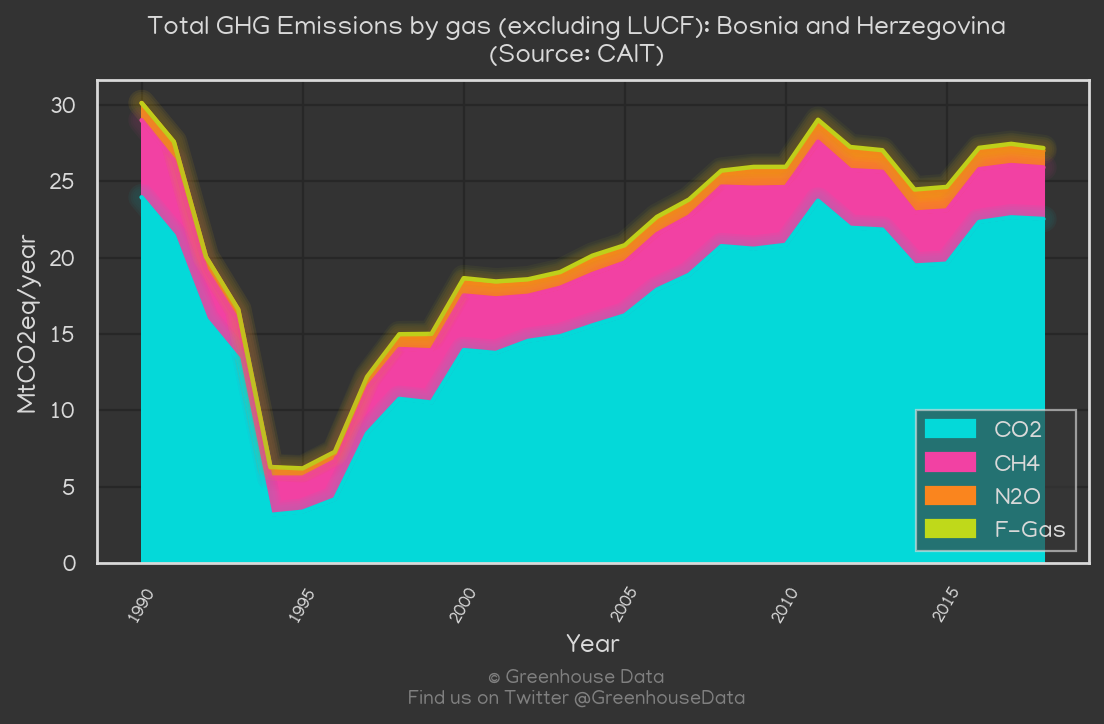 Total GHG Emissions by gas (excluding LUCF): Bosnia and Herzegovina
(Source: CAIT)
MtCO2eq/year
30
25
20
15
10
5
0
CO2
CH4
N2O
F-Gas
1990
1995
2000
2005
2010
2015
Year
© Greenhouse Data
Find us on Twitter @GreenhouseData